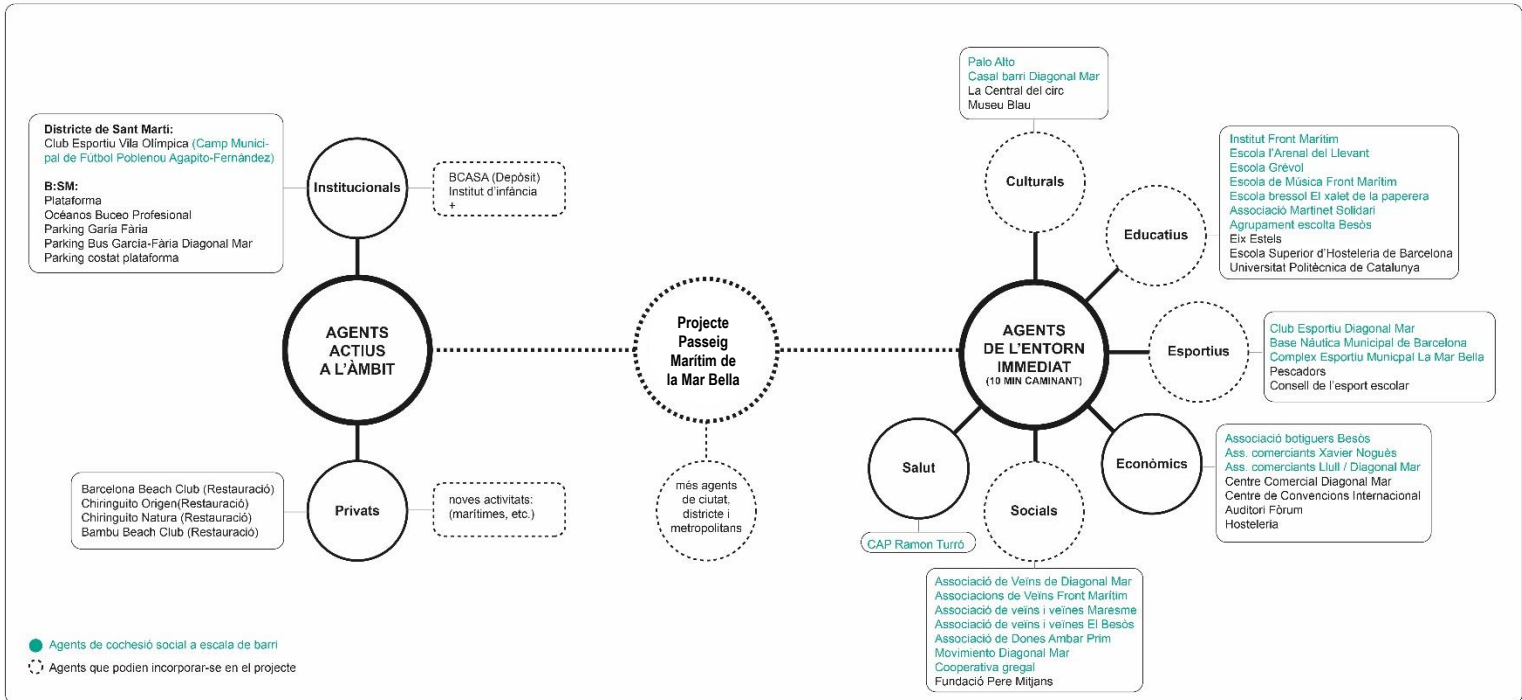 Districte de Sant Martí:
Club Esportiu Vila Olímpica (Camp Munici-
pal de Fútbol Poblenou Agapito-Fernández)
B:SM:
Plataforma
Océanos Buceo Profesional
Parking Garía Fària
Parking Bus García-Fària Diagonal Mar
Parking costat plataforma
Institucionals
BCASA (Depòsit)
Institut d'infància
+
AGENTS
ACTIUS
A L'ÀMBIT
Barcelona Beach Club (Restauració)
Chiringuito Origen(Restauració)
Chiringuito Natura (Restauració)
Bambu Beach Club (Restauració)
Privats
noves activitats:
(marítimes, etc.)
Projecte
Passeig
Marítim de
la Mar Bella
més agents
de ciutat,
districte i
metropolitans
Palo Alto
Casal barri Diagonal Mar
La Central del circ
Museu Blau
Culturals
Educatius
Institut Front Marítim
Escola l'Arenal del Llevant
Escola Grèvol
Escola de Música Front Marítim
Escola bressol El xalet de la paperera
Associació Martinet Solidari
Agrupament escolta Besòs
Eix Estels
Escola Superior d'Hosteleria de Barcelona
Universitat Politècnica de Catalunya
AGENTS
DE L'ENTORN
IMMEDIAT
(10 MIN CAMINANT)
Esportius
Club Esportiu Diagonal Mar
Base Náutica Municipal de Barcelona
Complex Esportiu Municpal La Mar Bella
Pescadors
Consell de l'esport escolar
Econòmics
Associació botiguers Besòs
Ass. comerciants Xavier Noguès
Ass. comerciants Llull / Diagonal Mar
Centre Comercial Diagonal Mar
Centre de Convencions Internacional
Auditori Fòrum
Hosteleria
Salut
CAP Ramon Turró
Socials
Associació de Veïns de Diagonal Mar
Associacions de Veïns Front Marítim
Associació de veïns i veïnes Maresme
Associació de veïns i veïnes El Besòs
Associació de Dones Ambar Prim
Movimiento Diagonal Mar
Cooperativa gregal
Fundació Pere Mitjans
Agents de cochesió social a escala de barri
Agents que podien incorporar-se en el projecte